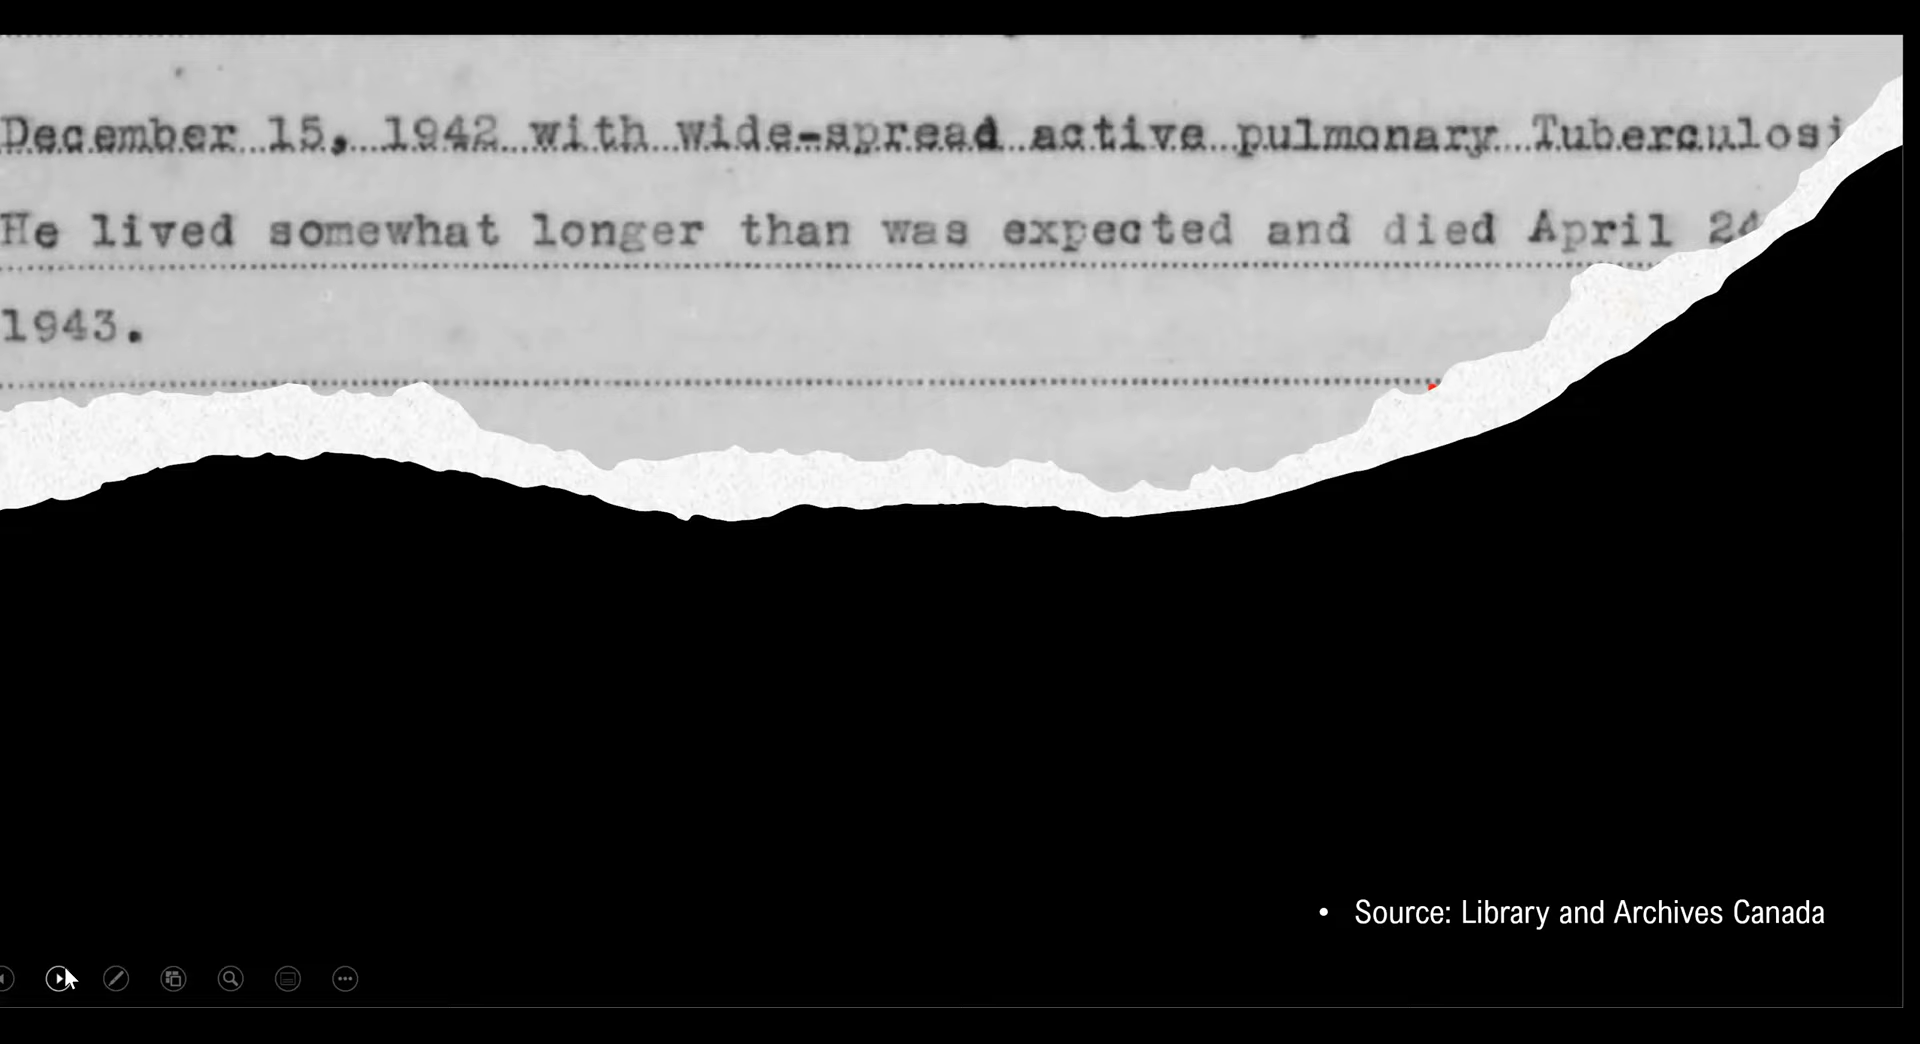 December 15, 1942 with wide-spread active pulmonary Tuberculosi
He lived somewhat longer than was expected and died April 24
1943.
• Source: Library and Archives Canada